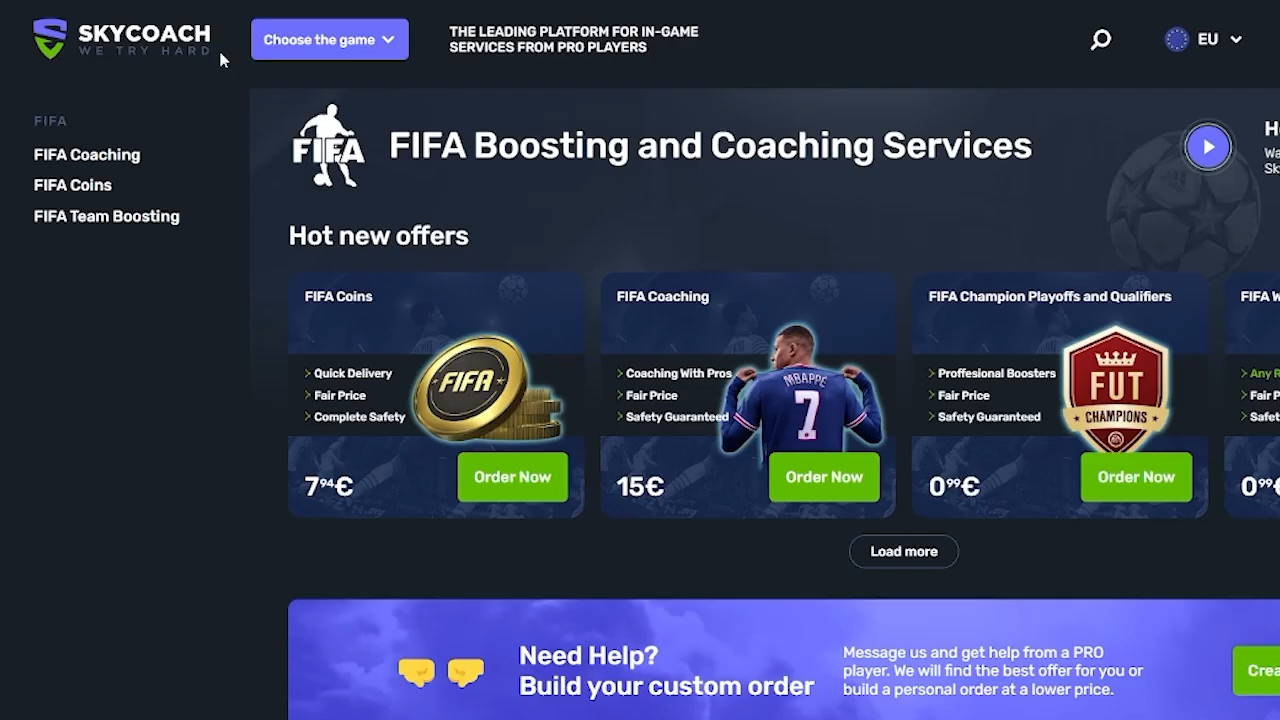 SKYCOACH
WE TRY HARD
Choose the game
THE LEADING PLATFORM FOR IN-GAME
SERVICES FROM PRO PLAYERS
EU
FIFA
FIFA Coaching
FIFA Coins
FIFA Team Boosting
FIFA
FIFA Boosting and Coaching Services
Hot new offers
FIFA Coins
Quick Delivery
Fair Price
Complete Safety
FIFA
7⁹⁴€
Order Now
FIFA Coaching
Coaching With Pros
Fair Price
Safety Guaranteed
MBAPPE
7
15€
Order Now
FIFA Champion Playoffs and Qualifiers
Proffesional Boosters
Fair Price
Safety Guaranteed
FUT
CHAMPIONS
0⁹⁹€
Order Now
FIFA
Any
Fair
0⁹⁹€
Load more
Need Help?
Build your custom order
Message us and get help from a PRO
player. We will find the best offer for you or
build a personal order at a lower price.